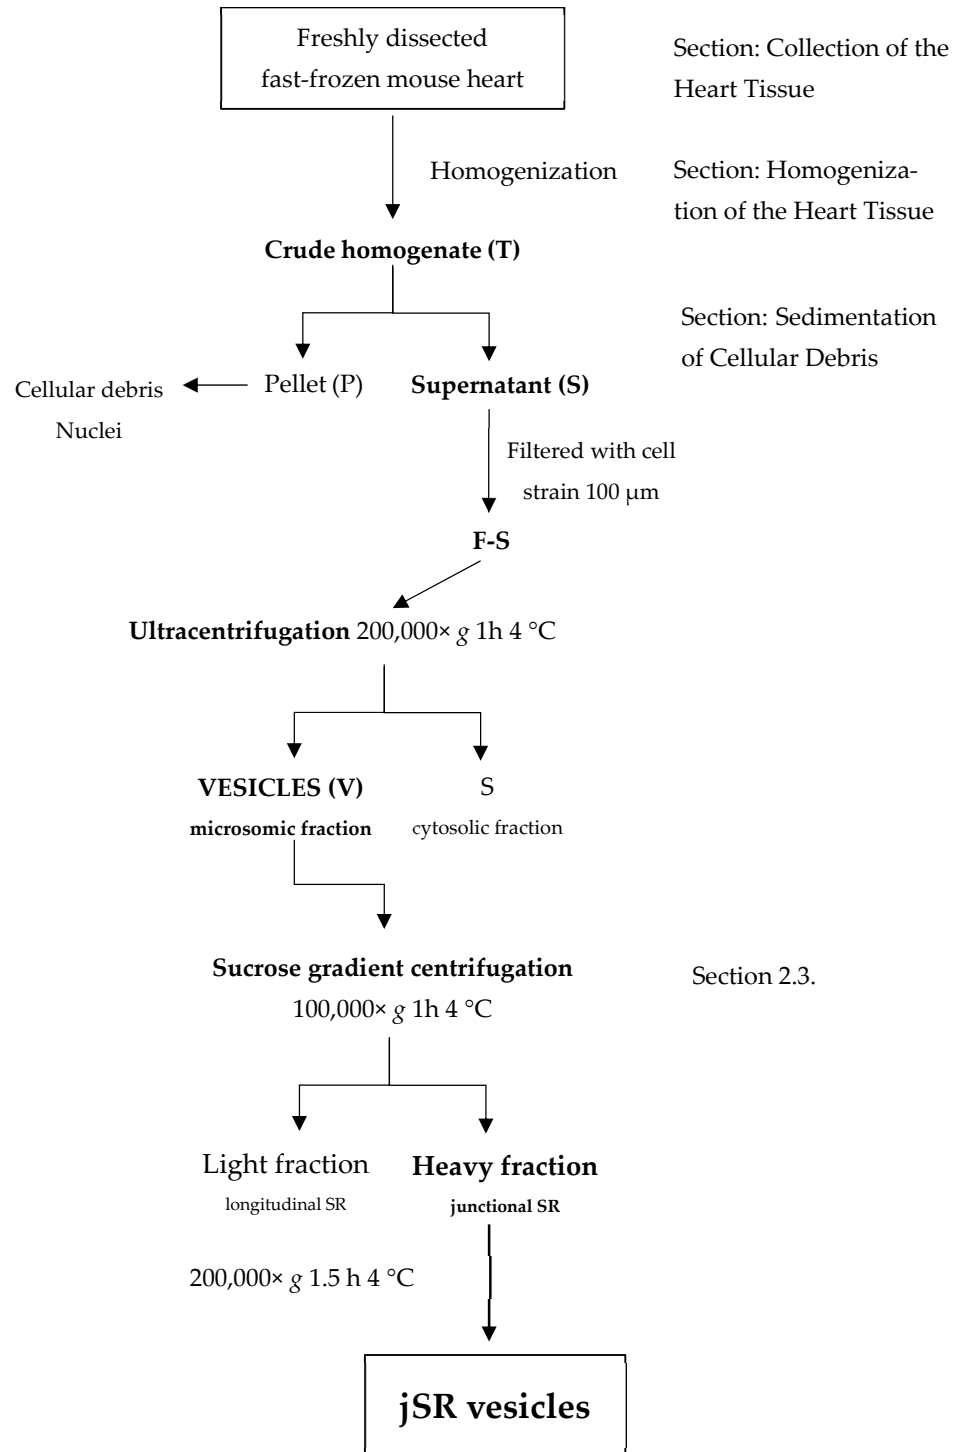 Freshly dissected
fast-frozen mouse heart
Section: Collection of the
Heart Tissue
Homogenization
Section: Homogeniza-
tion of the Heart Tissue
Crude homogenate (T)
Section: Sedimentation
of Cellular Debris
Cellular debris
Nuclei
Pellet (P)
Supernatant (S)
Filtered with cell
strain 100 µm
F-S
Ultracentrifugation 200,000× g 1h 4 °C
VESICLES (V)
microsomic fraction
S
cytosolic fraction
Sucrose gradient centrifugation
100,000× g 1h 4 °C
Section 2.3.
Light fraction
longitudinal SR
Heavy fraction
junctional SR
200,000× g 1.5 h 4 °C
jSR vesicles